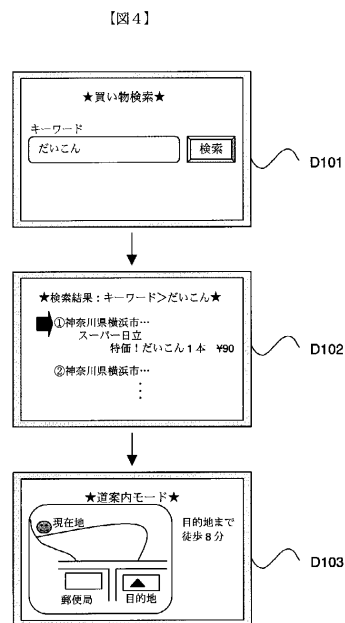 【図４】
★買い物検索★
キーワード
だいこん
検索
D101
★検索結果：キーワード＞だいこん★
①神奈川県横浜市…
スーパー日立
特価！だいこん１本 ¥90
②神奈川県横浜市…
⋮
D102
★道案内モード★
現在地
目的地まで
徒歩８分
郵便局
目的地
D103